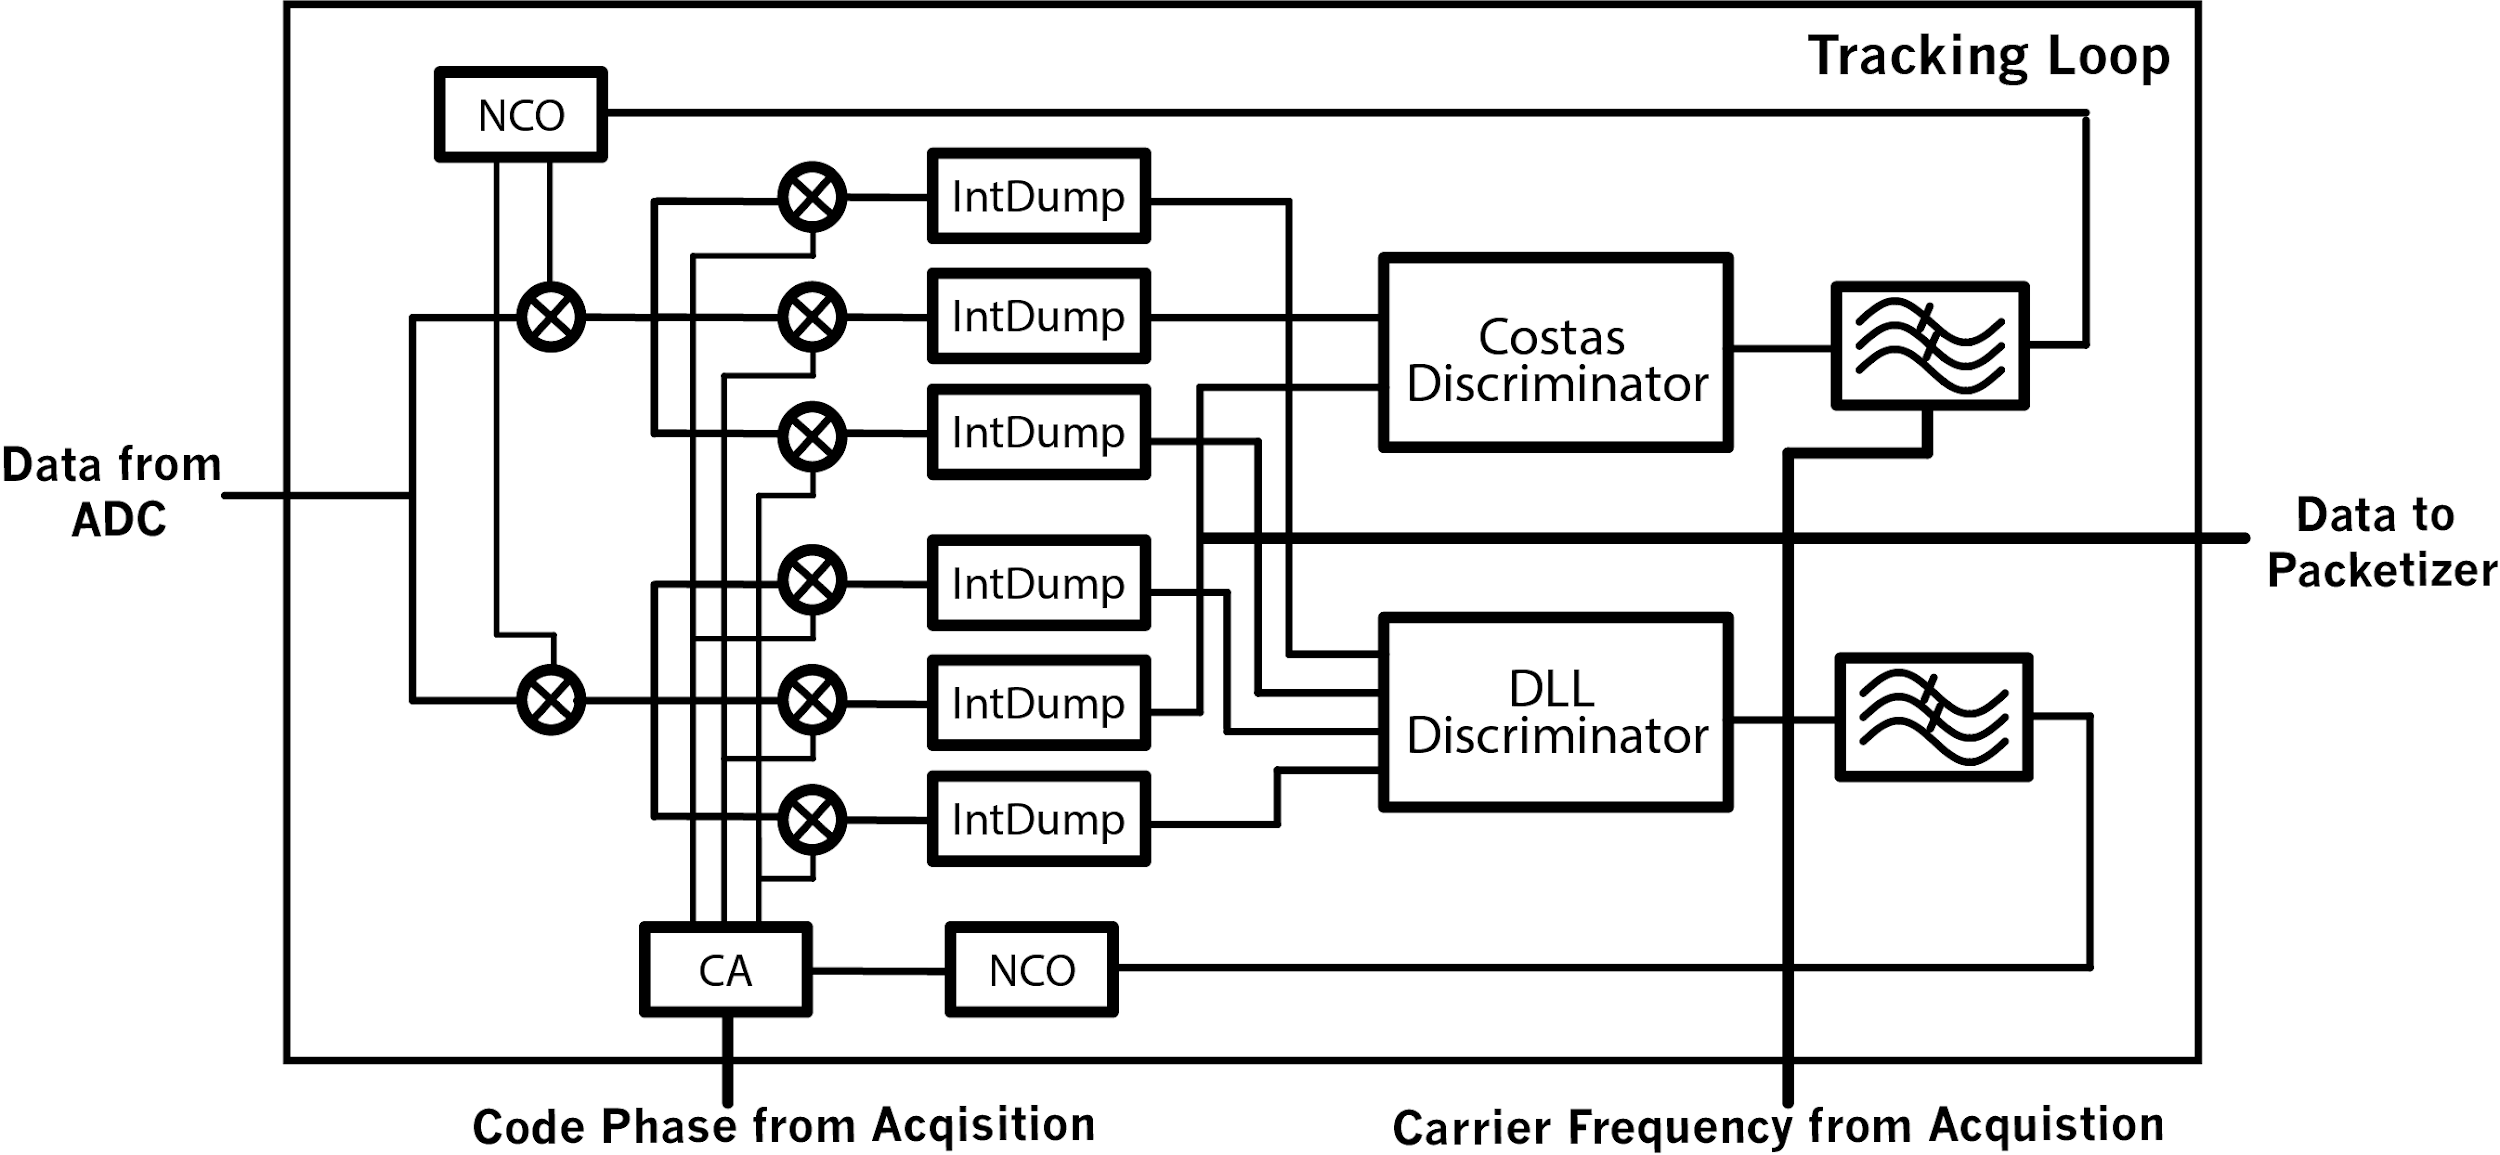 Tracking Loop
NCO
IntDump
IntDump
IntDump
Costas
Discriminator
Data from
ADC
Data to
Packetizer
IntDump
IntDump
IntDump
DLL
Discriminator
CA
NCO
Code Phase from Acqisition
Carrier Frequency from Acquistion